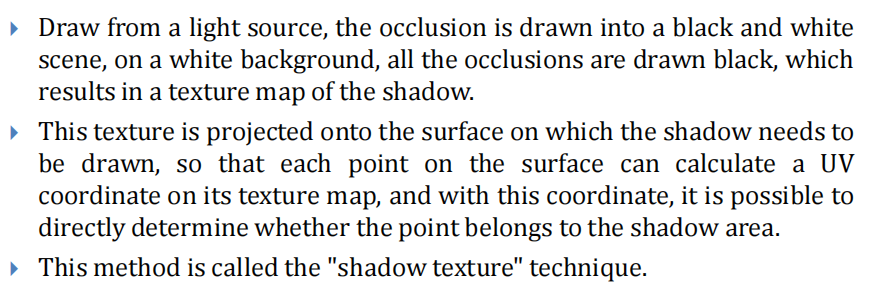 Draw from a light source, the occlusion is drawn into a black and white
scene, on a white background, all the occlusions are drawn black, which
results in a texture map of the shadow.
This texture is projected onto the surface on which the shadow needs to
be drawn, so that each point on the surface can calculate a UV
coordinate on its texture map, and with this coordinate, it is possible to
directly determine whether the point belongs to the shadow area.
This method is called the "shadow texture" technique.